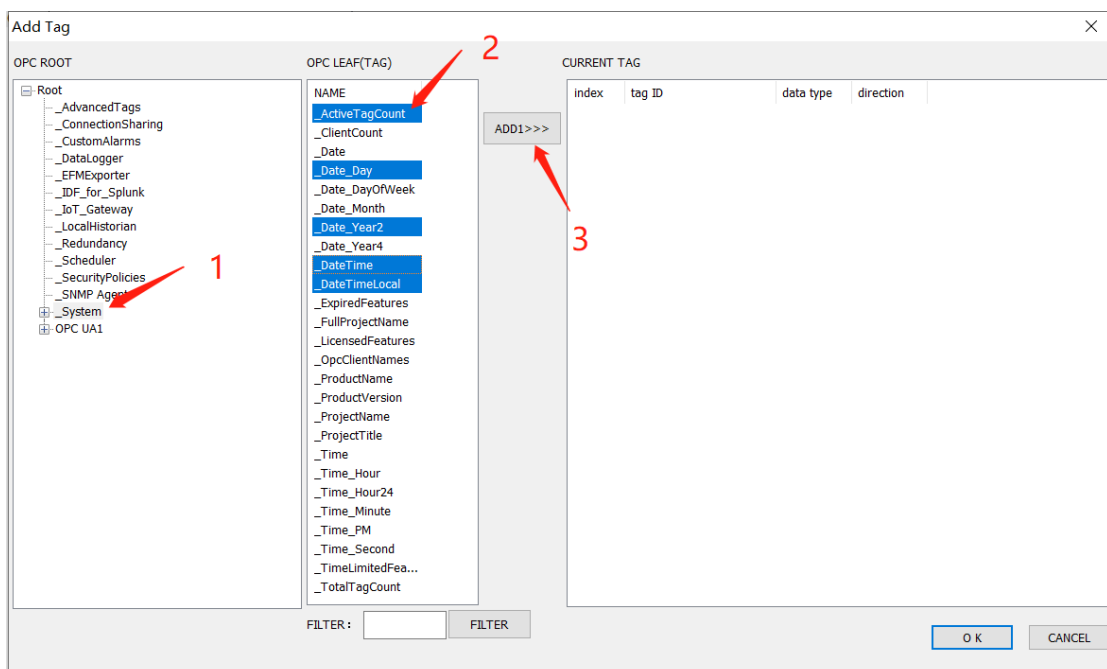 Add Tag
OPC ROOT
Root
_AdvancedTags
_ConnectionSharing
_CustomAlarms
_DataLogger
_EFMExporter
_IDF_for_Splunk
_IoT_Gateway
_LocalHistorian
_Redundancy
_Scheduler
_SecurityPolicies
_SNMP Agent
_System
OPC UA1
1
OPC LEAF(TAG)
2
NAME
_ActiveTagCount
_ClientCount
_Date
_Date_Day
_Date_DayOfWeek
_Date_Month
_Date_Year2
_Date_Year4
_DateTime
_DateTimeLocal
_ExpiredFeatures
_FullProjectName
_LicensedFeatures
_OpcClientNames
_ProductName
_ProductVersion
_ProjectName
_ProjectTitle
_Time
_Time_Hour
_Time_Hour24
_Time_Minute
_Time_PM
_Time_Second
_TimeLimitedFea...
_TotalTagCount
FILTER:
FILTER
ADD1>>>
3
CURRENT TAG
index tag ID data type direction
O K
CANCEL